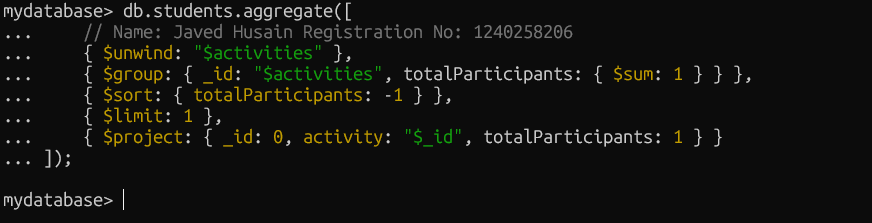 mydatabase> db.students.aggregate([
... // Name: Javed Husain Registration No: 1240258206
... { $unwind: "$activities" },
... { $group: { _id: "$activities", totalParticipants: { $sum: 1 } } },
... { $sort: { totalParticipants: -1 } },
... { $limit: 1 },
... { $project: { _id: 0, activity: "$_id", totalParticipants: 1 } }
... ]);
mydatabase>